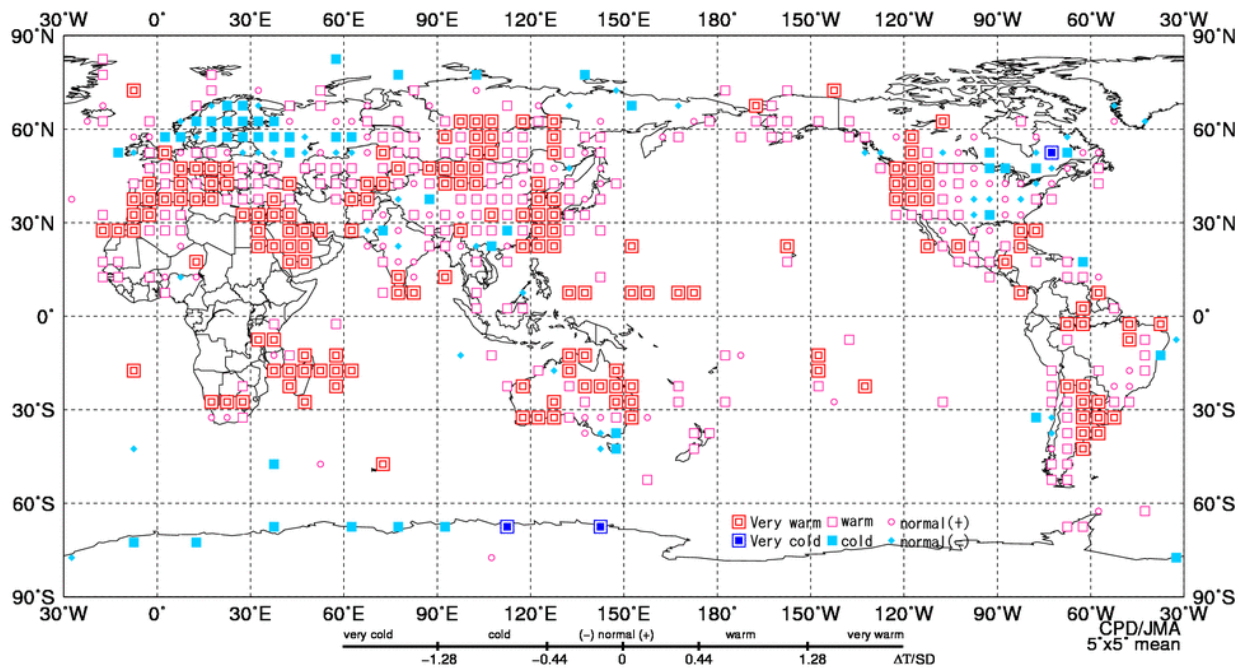 30°W 0° 30°E 60°E 90°E 120°E 150°E 180° 150°W 120°W 90°W 60°W 30°W
90°N 90°N
60°N 60°N
30°N 30°N
0° 0°
30°S 30°S
60°S 60°S
Very warm warm normal(+)
Very cold cold normal(-)
90°S 90°S
30°W 0° 30°E 60°E 90°E 120°E 150°E 180° 150°W 120°W 90°W 60°W 30°W
very cold cold (-) normal (+) warm very warm
CPD/JMA
5°x5° mean
-1.28 -0.44 0 0.44 1.28 ΔT/SD